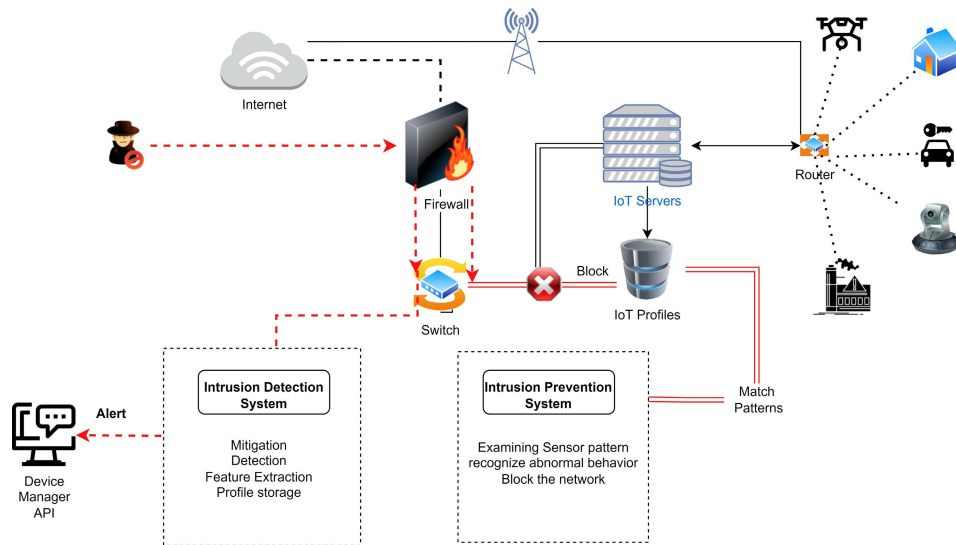 Internet
Firewall
IoT Servers
Router
Block
Switch
IoT Profiles
Intrusion Detection
System
Mitigation
Detection
Feature Extraction
Profile storage
Intrusion Prevention
System
Examining Sensor pattern
recognize abnormal behavior
Block the network
Match
Patterns
Alert
Device
Manager
API